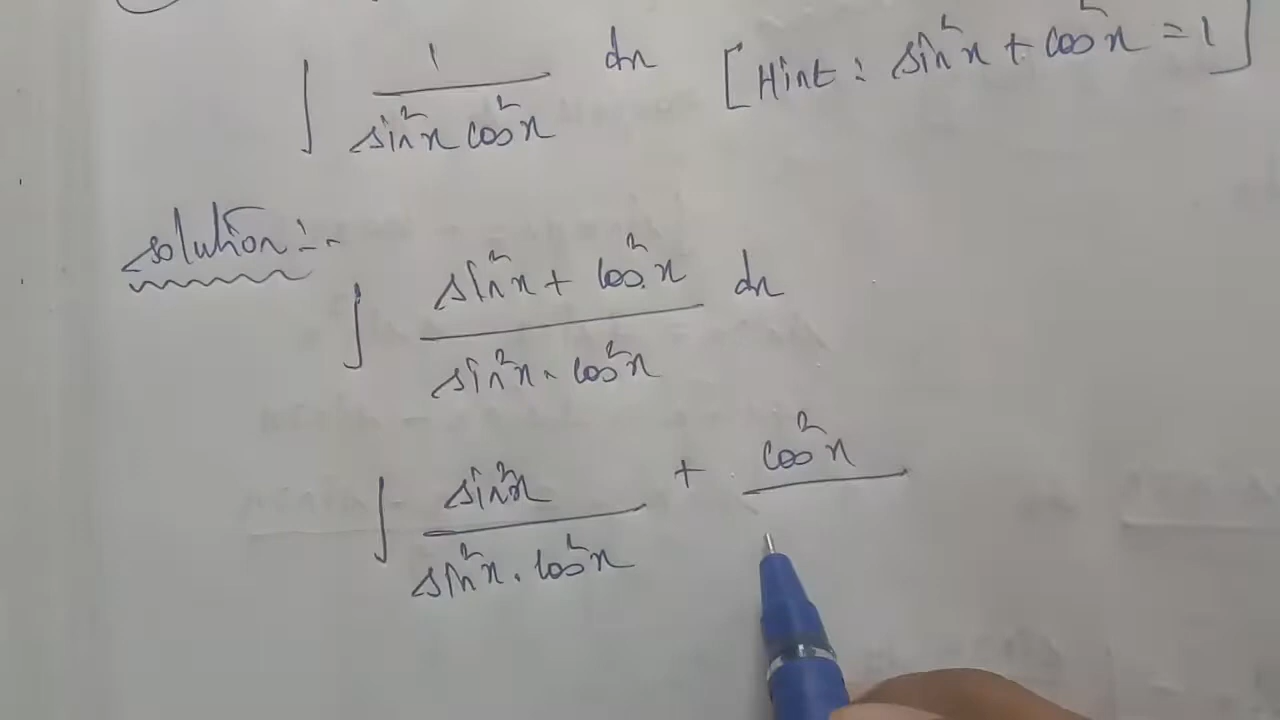 ∫ 1/(sin²x cos²x) dx [Hint: sin²x + cos²x = 1]
solution:-
∫ (sin²x + cos²x)/(sin²x . cos²x) dx
∫ sin²x/(sin²x . cos²x) + cos²x/